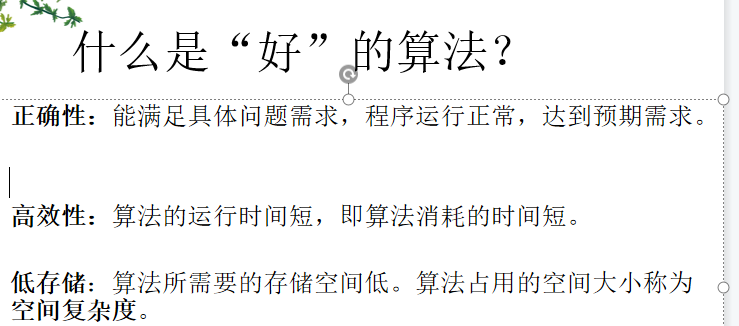 什么是“好”的算法？
正确性：能满足具体问题需求，程序运行正常，达到预期需求。
高效性：算法的运行时间短，即算法消耗的时间短。
低存储：算法所需要的存储空间低。算法占用的空间大小称为
空间复杂度。